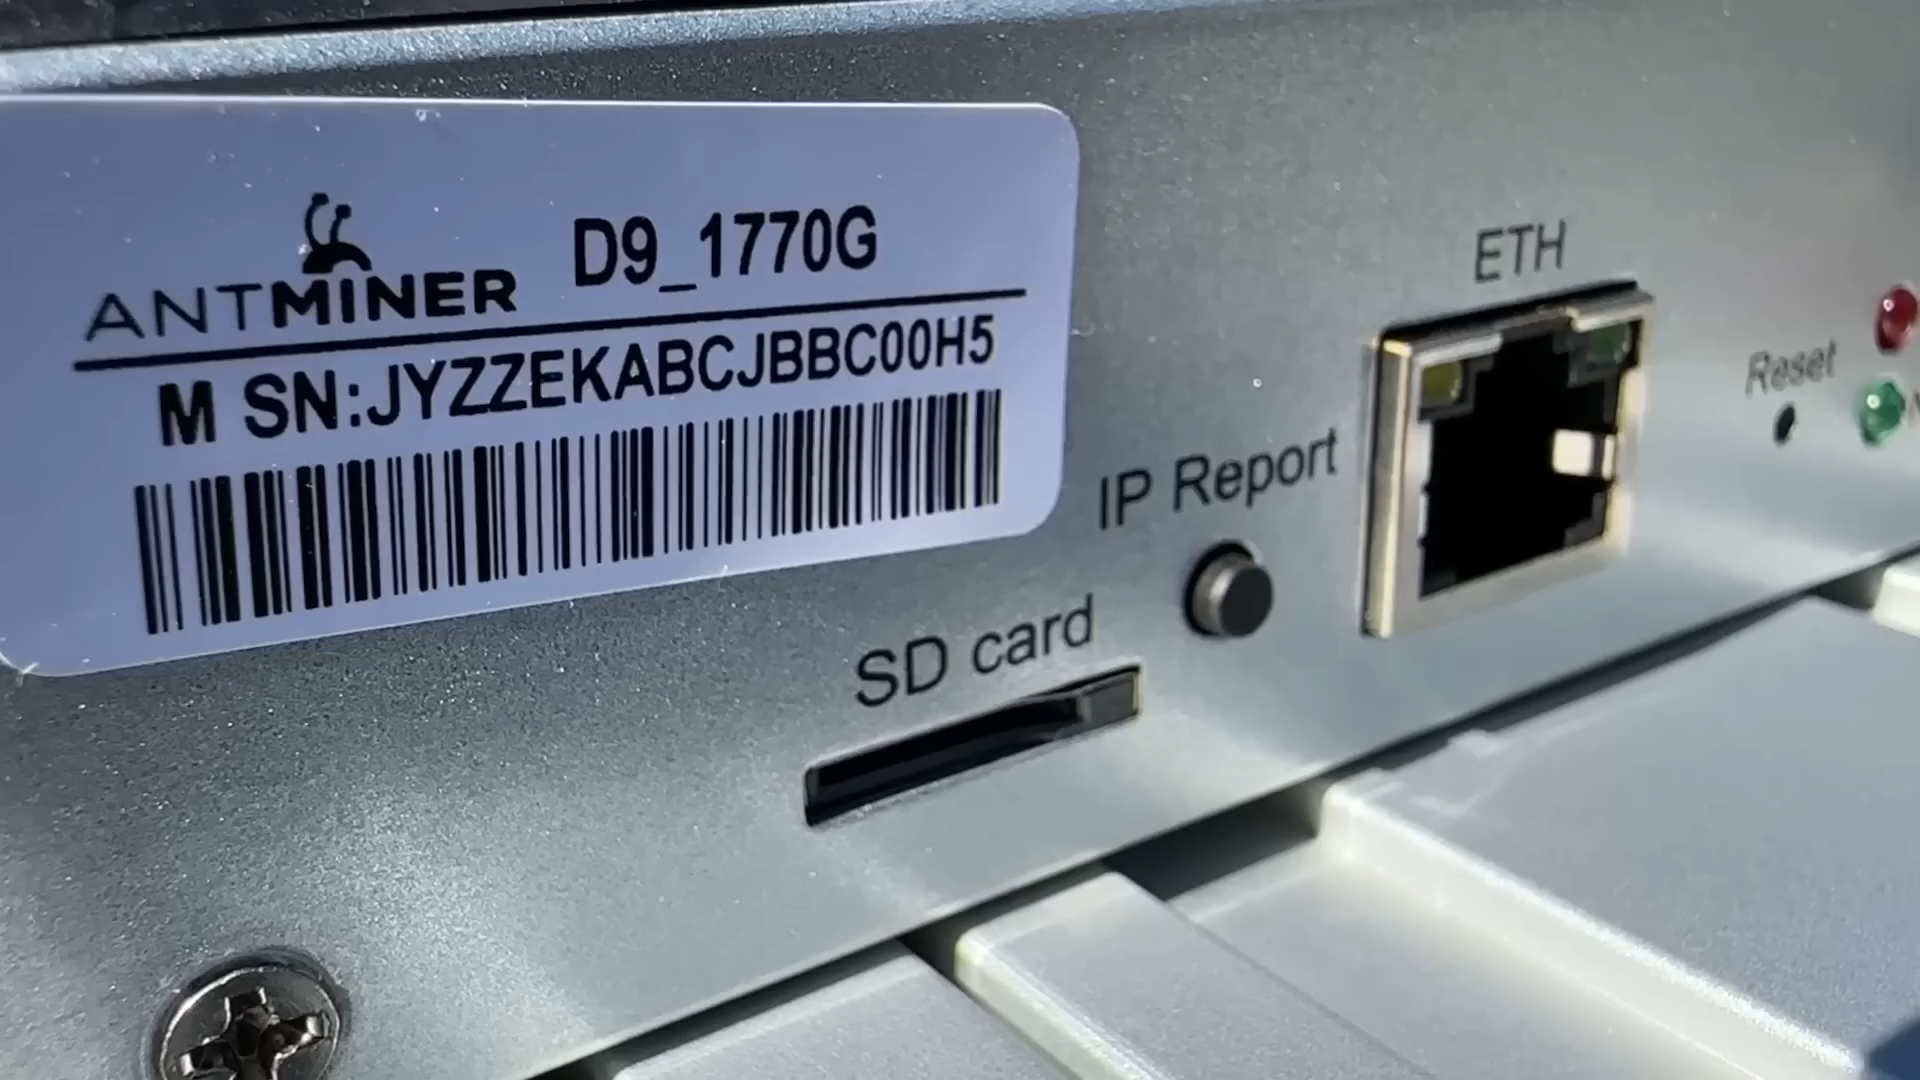 ANTMINER D9_1770G
M SN:JYZZEKABCJBBC00H5
ETH
Reset
IP Report
SD card